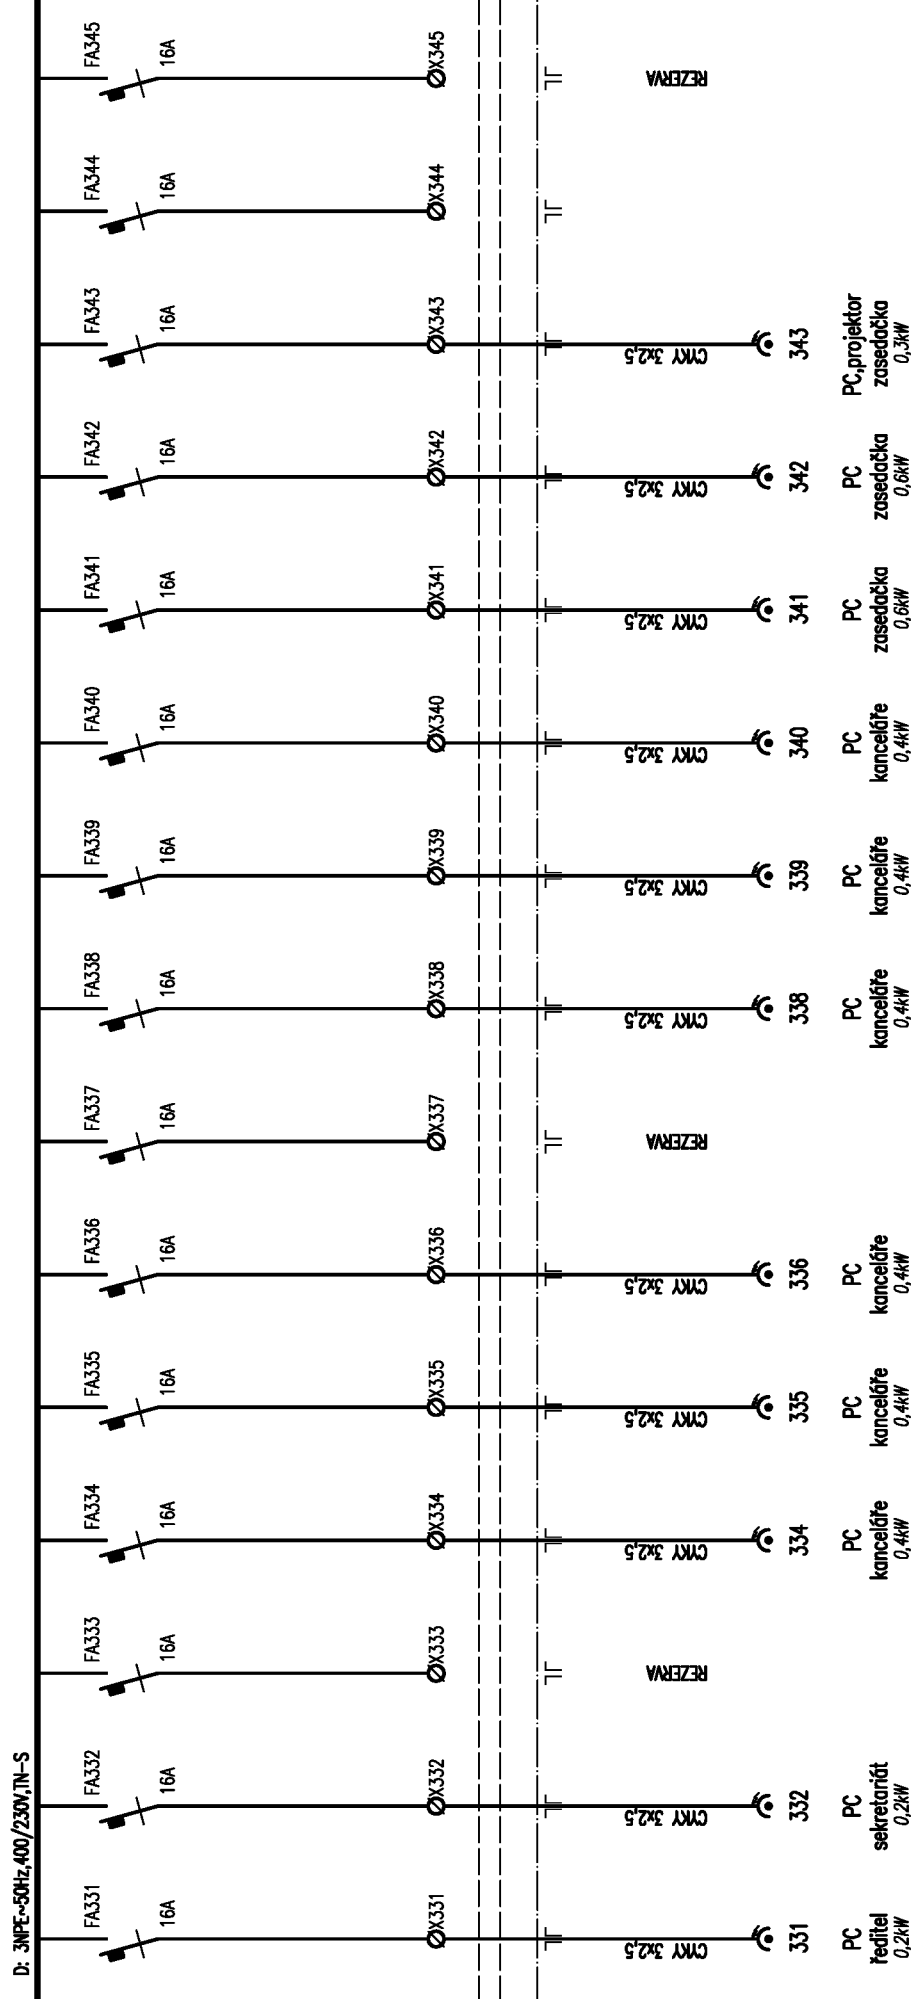 D: 3NPE~50Hz,400/230V,TN-S
FA331
16A
X331
CYKY 3x2,5
331
PC
ředitel
0,2kW
FA332
16A
X332
CYKY 3x2,5
332
PC
sekretariát
0,2kW
FA333
16A
X333
REZERVA
FA334
16A
X334
CYKY 3x2,5
334
PC
kanceláře
0,4kW
FA335
16A
X335
CYKY 3x2,5
335
PC
kanceláře
0,4kW
FA336
16A
X336
CYKY 3x2,5
336
PC
kanceláře
0,4kW
FA337
16A
X337
REZERVA
FA338
16A
X338
CYKY 3x2,5
338
PC
kanceláře
0,4kW
FA339
16A
X339
CYKY 3x2,5
339
PC
kanceláře
0,4kW
FA340
16A
X340
CYKY 3x2,5
340
PC
kanceláře
0,4kW
FA341
16A
X341
CYKY 3x2,5
341
PC
zasedačka
0,6kW
FA342
16A
X342
CYKY 3x2,5
342
PC
zasedačka
0,6kW
FA343
16A
X343
CYKY 3x2,5
343
PC,projektor
zasedačka
0,3kW
FA344
16A
X344
FA345
16A
X345
REZERVA